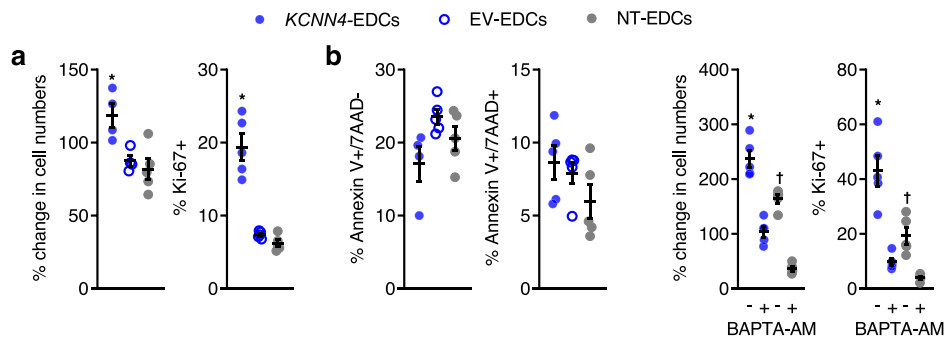 KCNN4-EDCs EV-EDCs NT-EDCs
a
% change in cell numbers
150
100
50
0
*
% Ki-67+
30
20
10
0
*
b
% Annexin V+/7AAD-
40
30
20
10
0
% Annexin V+/7AAD+
15
10
5
0
% change in cell numbers
400
300
200
100
0
*
†
- + - +
BAPTA-AM
% Ki-67+
80
60
40
20
0
*
†
- + - +
BAPTA-AM